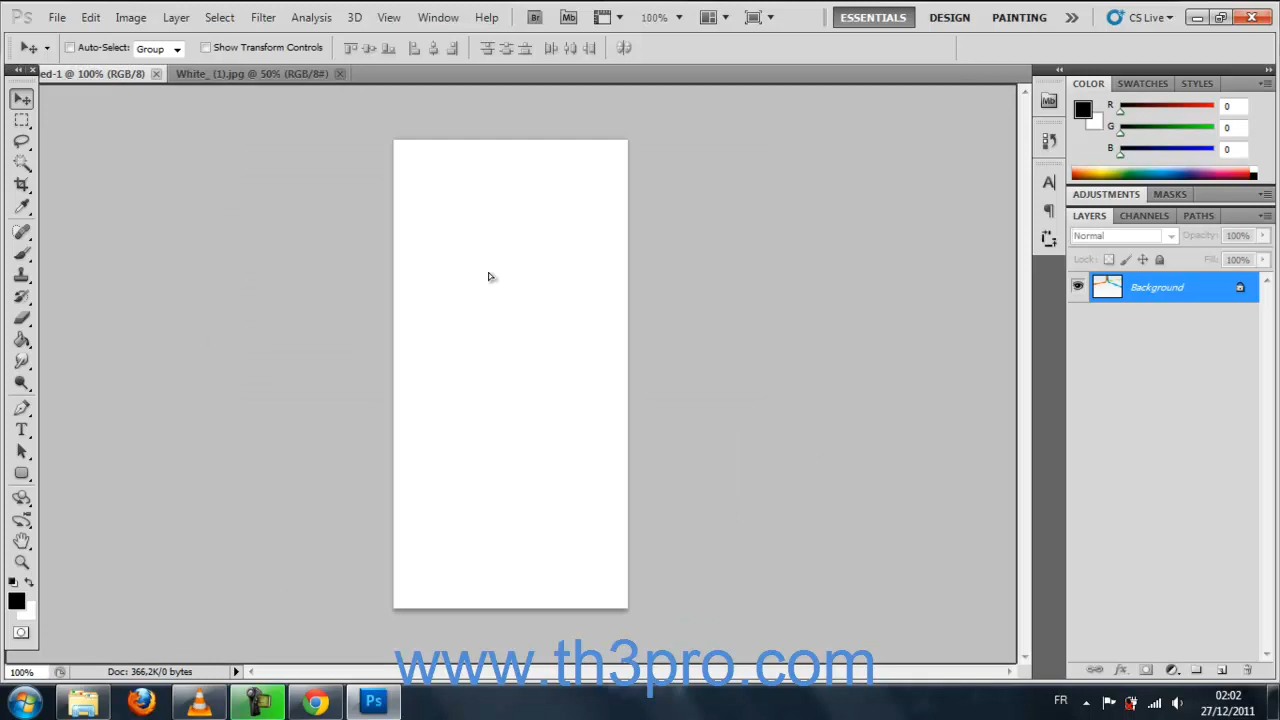 Ps File Edit Image Layer Select Filter Analysis 3D View Window Help Br Mb 100% ESSENTIALS DESIGN PAINTING CS Live
Auto-Select: Group Show Transform Controls
ed-1 @ 100% (RGB/8) White_ (1).jpg @ 50% (RGB/8#)
COLOR SWATCHES STYLES
Mb
R 0
G 0
B 0
ADJUSTMENTS MASKS
LAYERS CHANNELS PATHS
Normal Opacity: 100%
Lock: Fill: 100%
Background
T
100% Doc: 366,2K/0 bytes
www.th3pro.com
Ps FR 02:02
27/12/2011